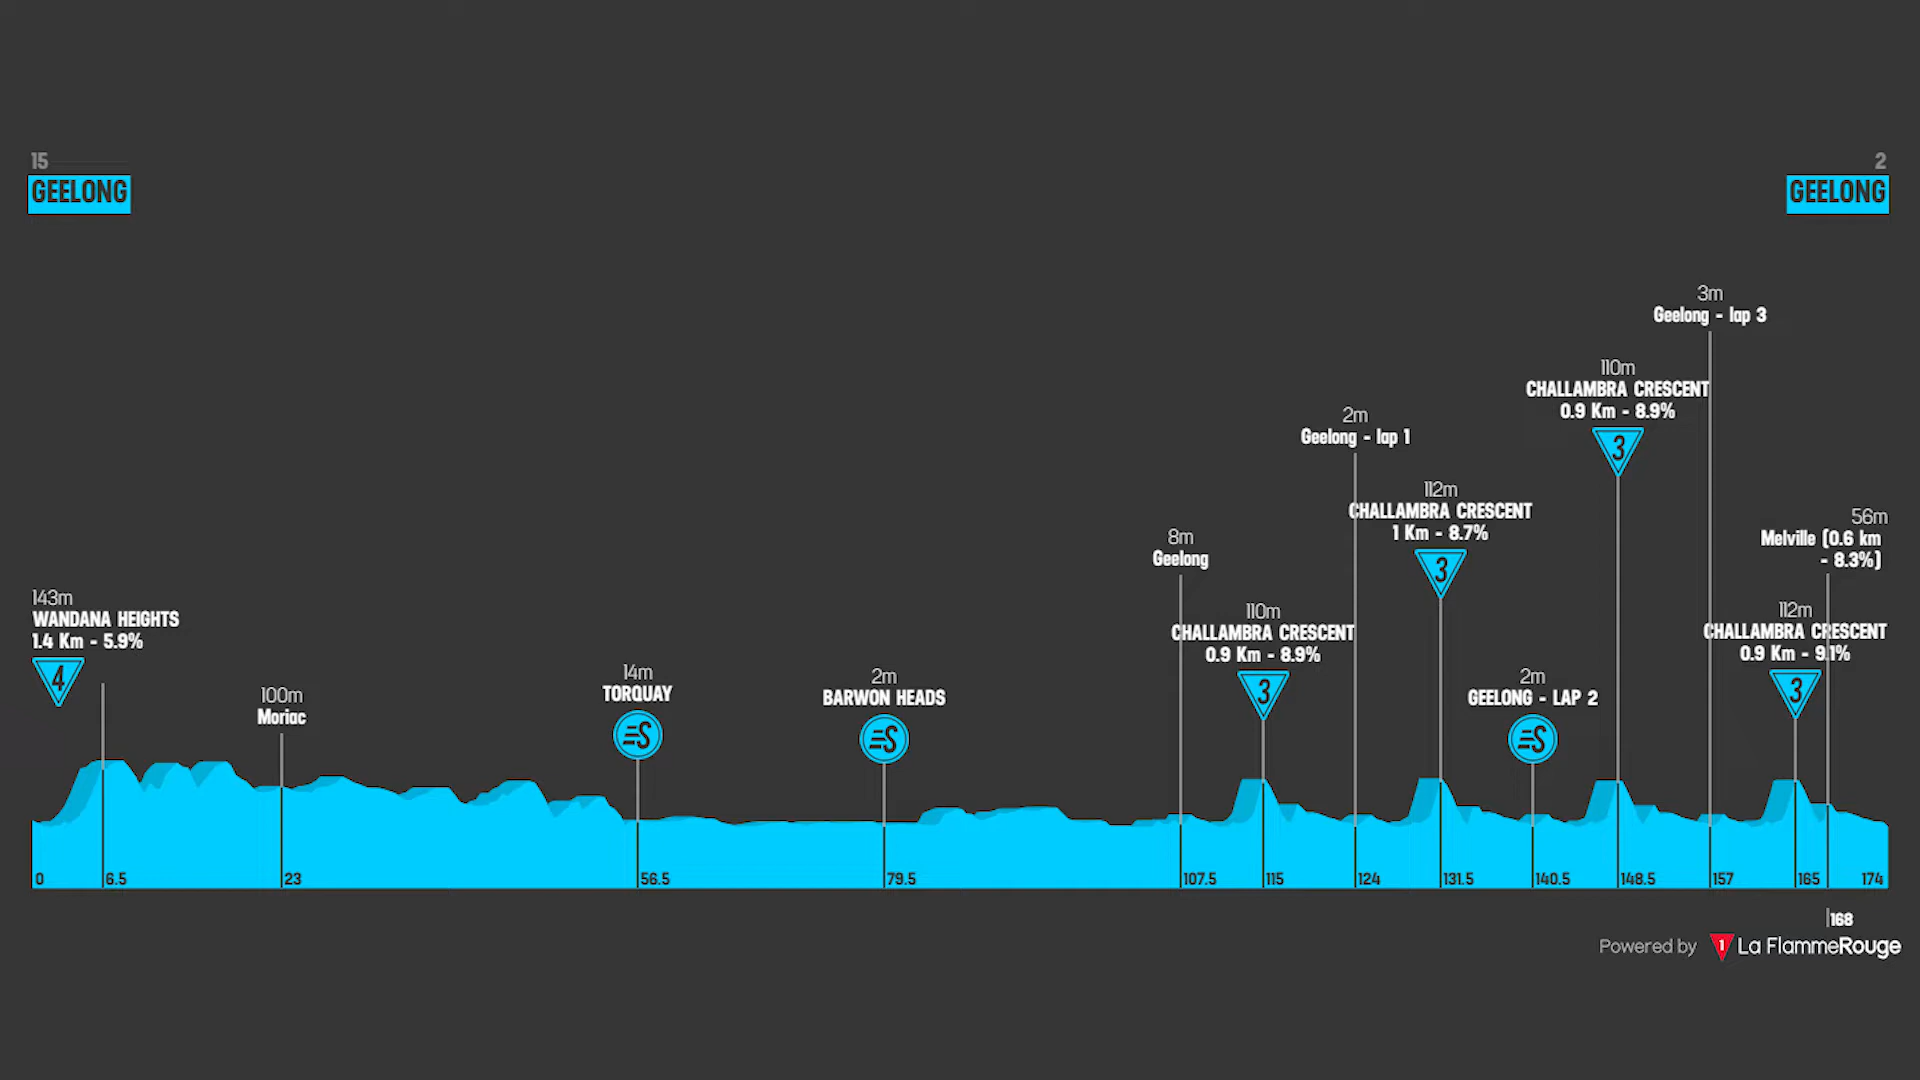 15
GEELONG
2
GEELONG
143m
WANDANA HEIGHTS
1.4 Km - 5.9%
4
100m
Moriac
14m
TORQUAY
S
2m
BARWON HEADS
S
8m
Geelong
110m
CHALLAMBRA CRESCENT
0.9 Km - 8.9%
3
2m
Geelong - lap 1
112m
CHALLAMBRA CRESCENT
1 Km - 8.7%
3
2m
GEELONG - LAP 2
S
110m
CHALLAMBRA CRESCENT
0.9 Km - 8.9%
3
3m
Geelong - lap 3
112m
CHALLAMBRA CRESCENT
0.9 Km - 9.1%
3
56m
Melville (0.6 km
- 8.3%)
0
6.5
23
56.5
79.5
107.5
115
124
131.5
140.5
148.5
157
165
174
168
Powered by 1 La FlammeRouge